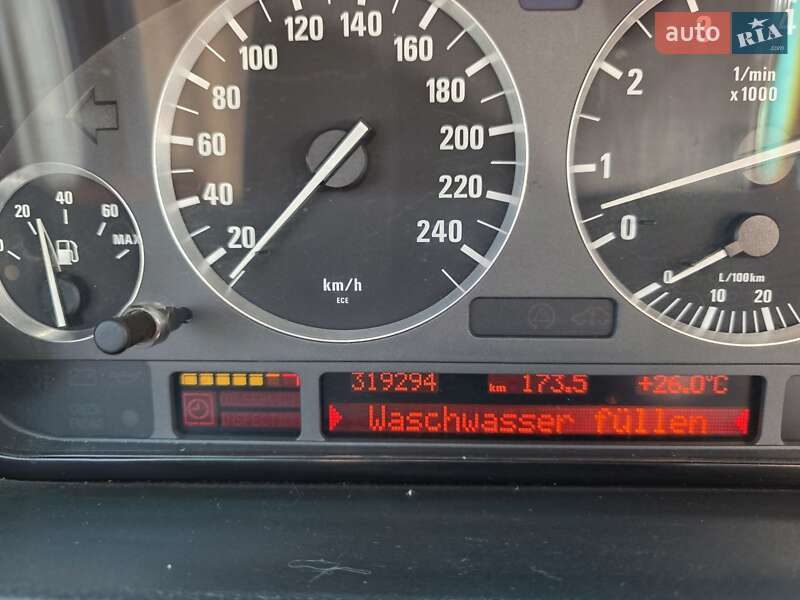 auto RIA .com
100 120 140 160
80 180
60 200
40 220
20 240
km/h
ECE
20 40 60
MAX
1/min
x1000
2
1
0
0
L/100km
10 20
319294 km 173.5 +26.0°C
Waschwasser füllen